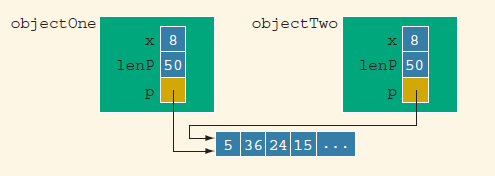 objectOne
x 8
lenP 50
p
objectTwo
x 8
lenP 50
p
5 36 24 15 ...